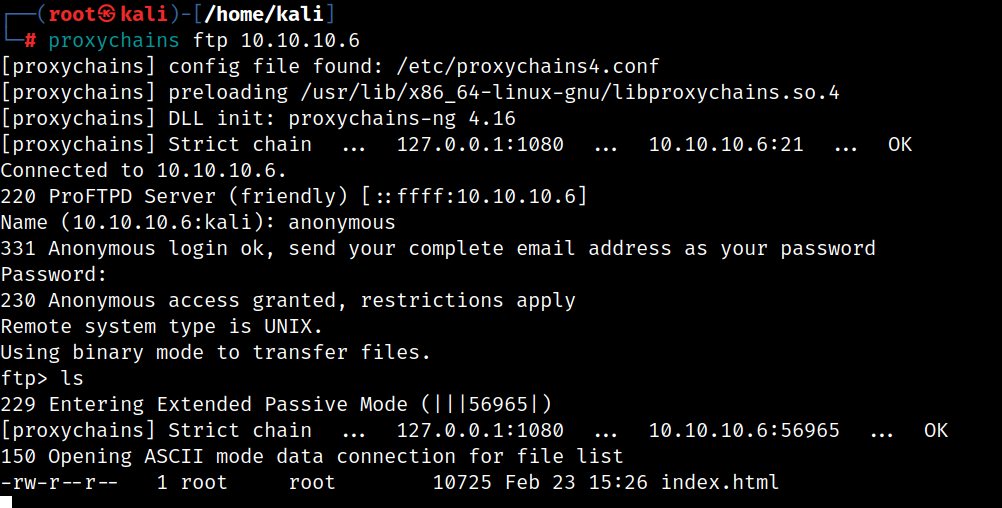 ┌──(root㉿kali)-[/home/kali]
└─# proxychains ftp 10.10.10.6
[proxychains] config file found: /etc/proxychains4.conf
[proxychains] preloading /usr/lib/x86_64-linux-gnu/libproxychains.so.4
[proxychains] DLL init: proxychains-ng 4.16
[proxychains] Strict chain  ...  127.0.0.1:1080  ...  10.10.10.6:21  ...  OK
Connected to 10.10.10.6.
220 ProFTPD Server (friendly) [::ffff:10.10.10.6]
Name (10.10.10.6:kali): anonymous
331 Anonymous login ok, send your complete email address as your password
Password:
230 Anonymous access granted, restrictions apply
Remote system type is UNIX.
Using binary mode to transfer files.
ftp> ls
229 Entering Extended Passive Mode (|||56965|)
[proxychains] Strict chain  ...  127.0.0.1:1080  ...  10.10.10.6:56965  ...  OK
150 Opening ASCII mode data connection for file list
-rw-r--r--   1 root     root        10725 Feb 23 15:26 index.html